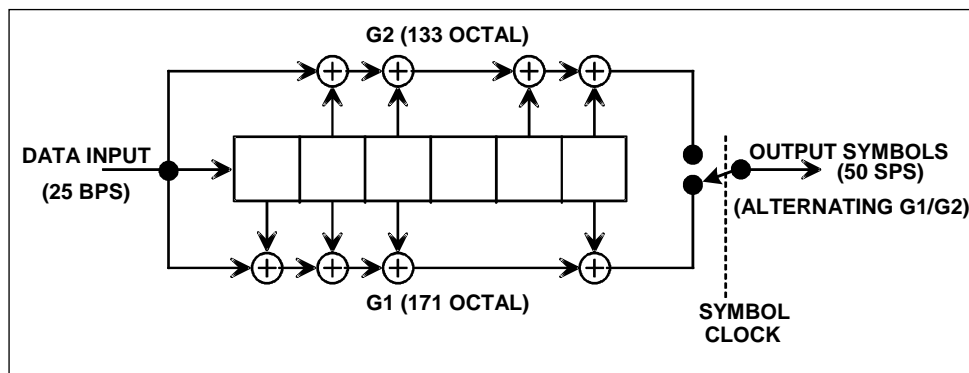 G2 (133 OCTAL)
DATA INPUT
(25 BPS)
OUTPUT SYMBOLS
(50 SPS)
(ALTERNATING G1/G2)
G1 (171 OCTAL)
SYMBOL
CLOCK